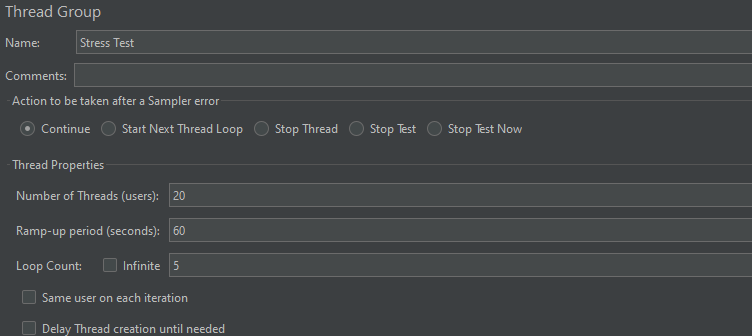 Thread Group
Name: Stress Test
Comments:
Action to be taken after a Sampler error
Continue Start Next Thread Loop Stop Thread Stop Test Stop Test Now
Thread Properties
Number of Threads (users): 20
Ramp-up period (seconds): 60
Loop Count: Infinite 5
Same user on each iteration
Delay Thread creation until needed